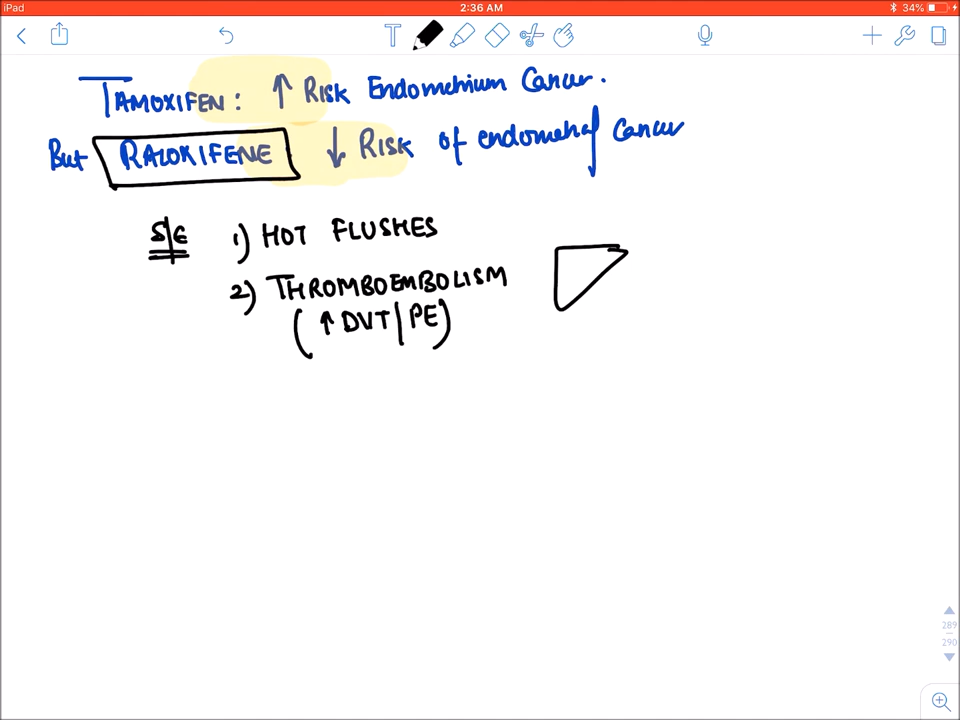 iPad 2:36 AM 34%
T
TAMOXIFEN: ↑ Risk Endometrium Cancer.
But RALOXIFENE ↓ Risk of endometrial cancer
S/E 1) HOT FLUSHES
2) THROMBOEMBOLISM
(↑ DVT/PE)
289
290